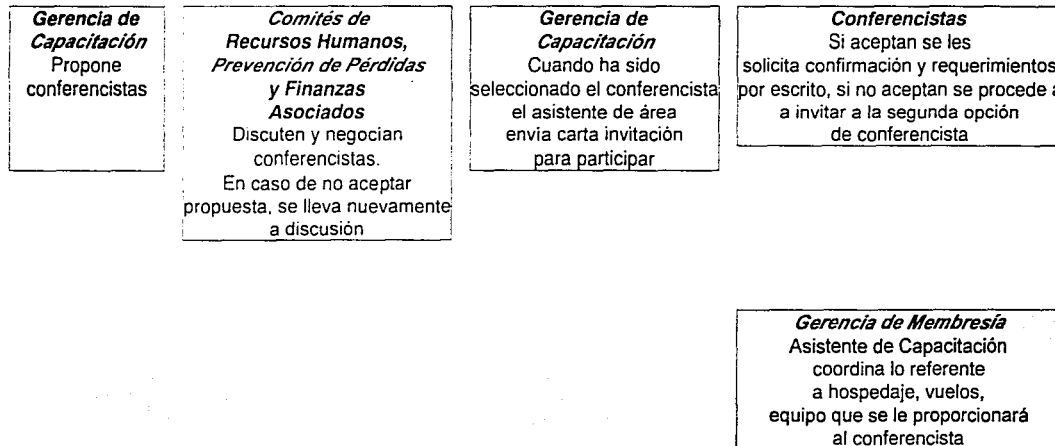 Gerencia de
Capacitación
Propone
conferencistas
Comités de
Recursos Humanos,
Prevención de Pérdidas
y Finanzas
Asociados
Discuten y negocian
conferencistas.
En caso de no aceptar
propuesta, se lleva nuevamente
a discusión
Gerencia de
Capacitación
Cuando ha sido
seleccionado el conferencista
el asistente de área
envia carta invitación
para participar
Conferencistas
Si aceptan se les
solicita confirmación y requerimientos
por escrito, si no aceptan se procede a
a invitar a la segunda opción
de conferencista
Gerencia de Membresía
Asistente de Capacitación
coordina lo referente
a hospedaje, vuelos,
equipo que se le proporcionará
al conferencista